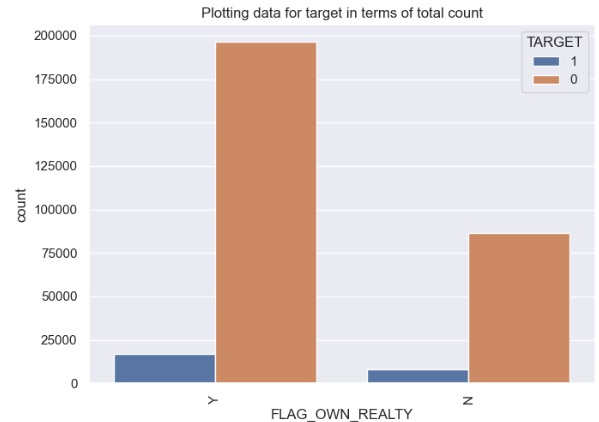 Plotting data for target in terms of total count
TARGET
1
0
200000
175000
150000
125000
100000
75000
50000
25000
0
count
Y
N
FLAG_OWN_REALTY